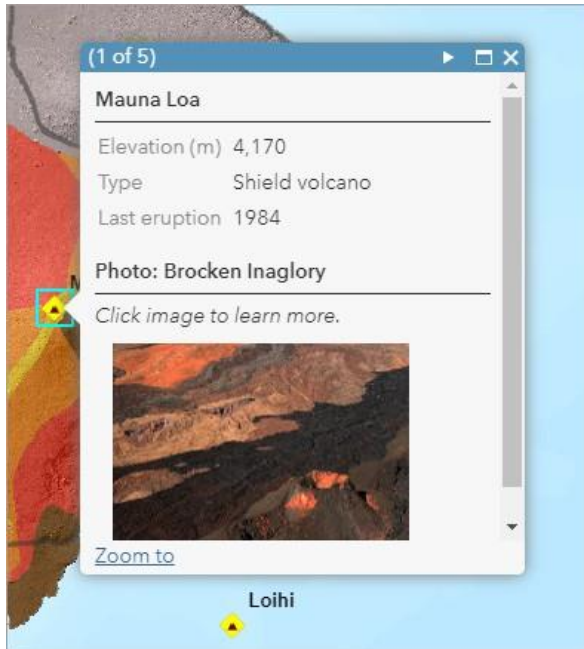 (1 of 5)
Mauna Loa
Elevation (m) 4,170
Type Shield volcano
Last eruption 1984
Photo: Brocken Inaglory
Click image to learn more.
Zoom to
Loihi